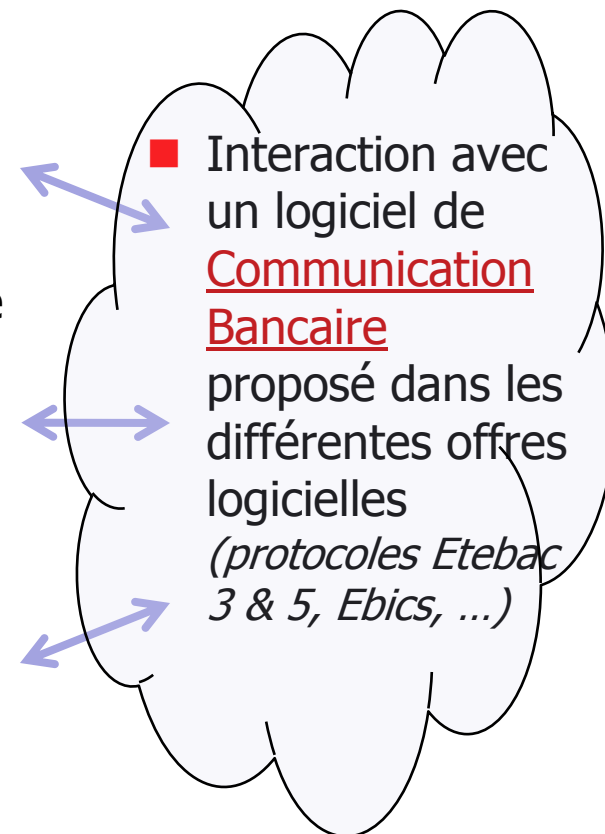 Interaction avec
un logiciel de
e
Communication
Bancaire
proposé dans les
différentes offres
logicielles
(protocoles Etebac
3 & 5, Ebics, …)